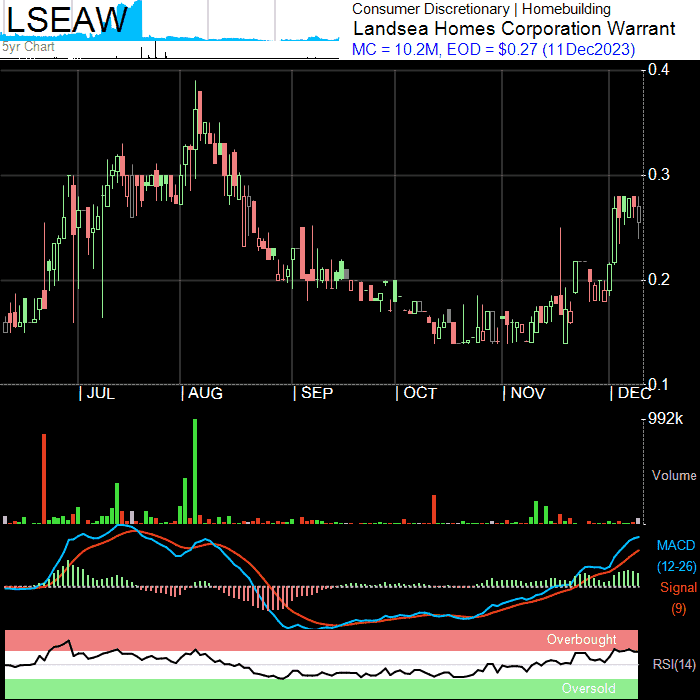 LSEAW
5yr Chart
Consumer Discretionary | Homebuilding
Landsea Homes Corporation Warrant
MC = 10.2M, EOD = $0.27 (11Dec2023)
0.4
0.3
0.2
0.1
| JUL | AUG | SEP | OCT | NOV | DEC
992k
Volume
MACD
(12-26)
Signal
(9)
Overbought
RSI(14)
Oversold